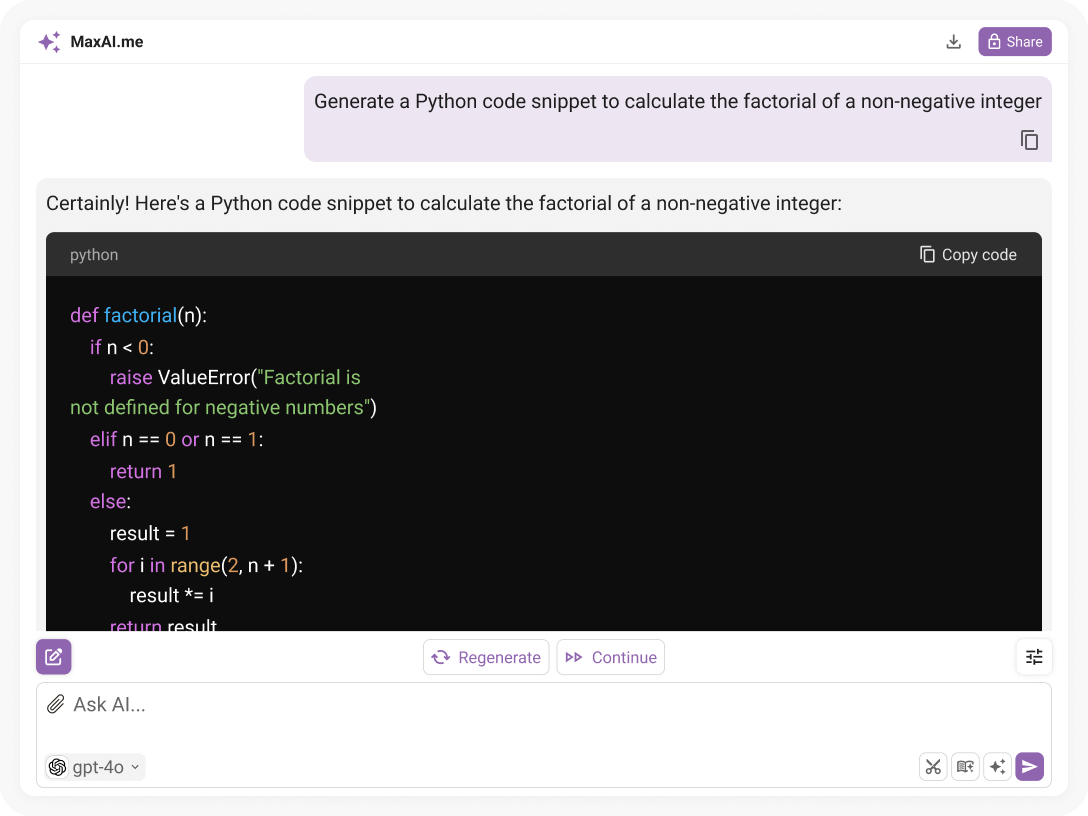 MaxAI.me
Share
Generate a Python code snippet to calculate the factorial of a non-negative integer
Certainly! Here's a Python code snippet to calculate the factorial of a non-negative integer:
python
Copy code
def factorial(n):
if n < 0:
raise ValueError("Factorial is
not defined for negative numbers")
elif n == 0 or n == 1:
return 1
else:
result = 1
for i in range(2, n + 1):
result *= i
return result
Regenerate
Continue
Ask AI...
gpt-4o